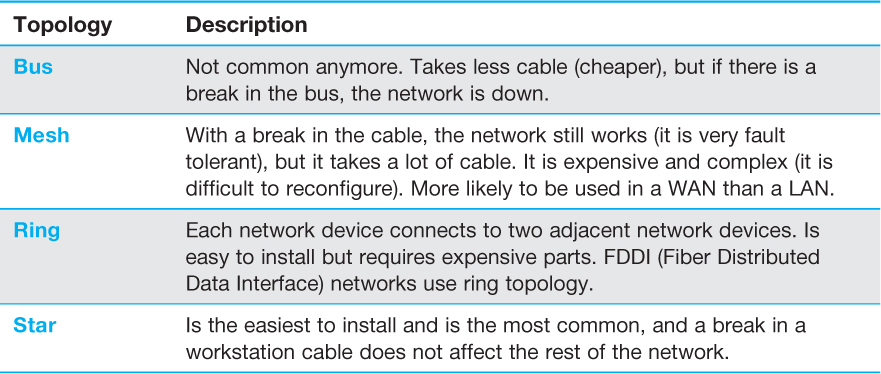 Topology Description
Bus Not common anymore. Takes less cable (cheaper), but if there is a
break in the bus, the network is down.
Mesh With a break in the cable, the network still works (it is very fault
tolerant), but it takes a lot of cable. It is expensive and complex (it is
difficult to reconfigure). More likely to be used in a WAN than a LAN.
Ring Each network device connects to two adjacent network devices. Is
easy to install but requires expensive parts. FDDI (Fiber Distributed
Data Interface) networks use ring topology.
Star Is the easiest to install and is the most common, and a break in a
workstation cable does not affect the rest of the network.